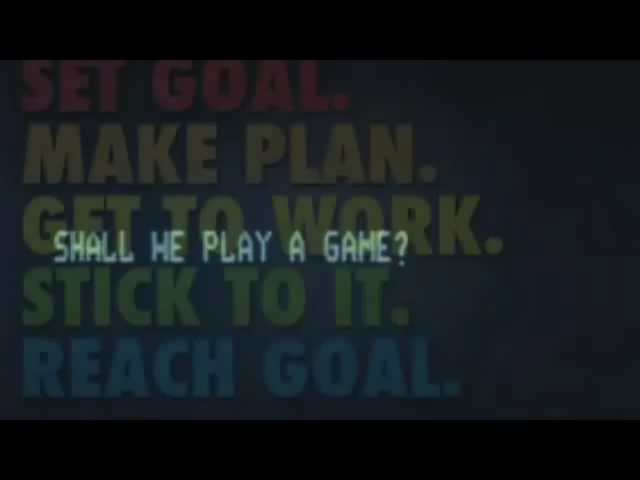 SET GOAL.
MAKE PLAN.
GET TO WORK.
SHALL WE PLAY A GAME?
STICK TO IT.
REACH GOAL.